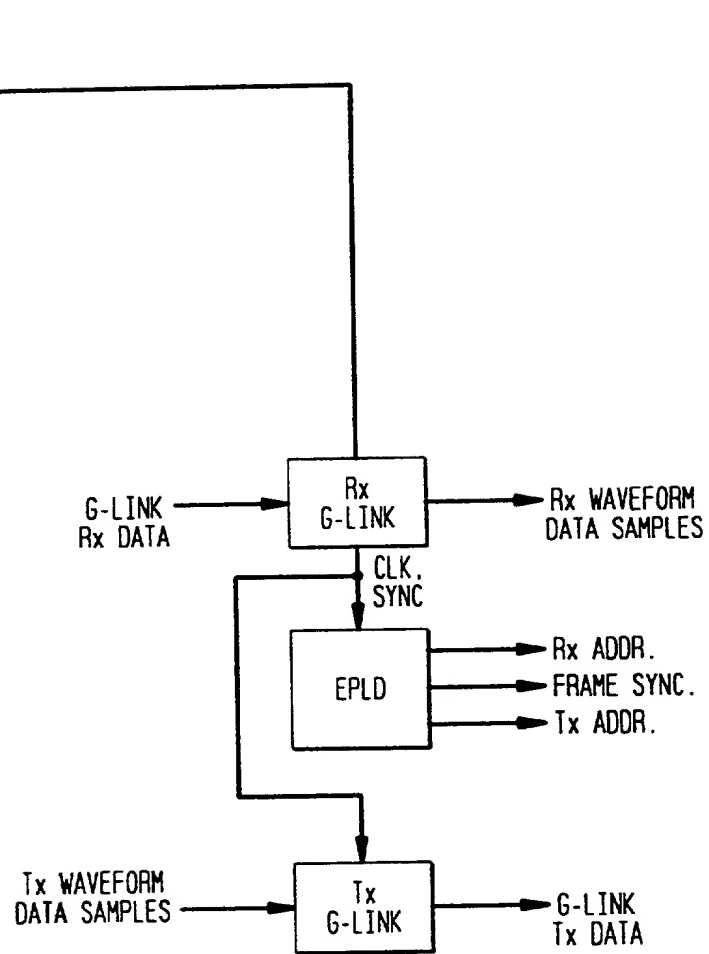 Rx
G-LINK
G-LINK
Rx DATA
Rx WAVEFORM
DATA SAMPLES
CLK.
SYNC
EPLD
Rx ADDR.
FRAME SYNC.
Tx ADDR.
Tx WAVEFORM
DATA SAMPLES
Tx
G-LINK
G-LINK
Tx DATA